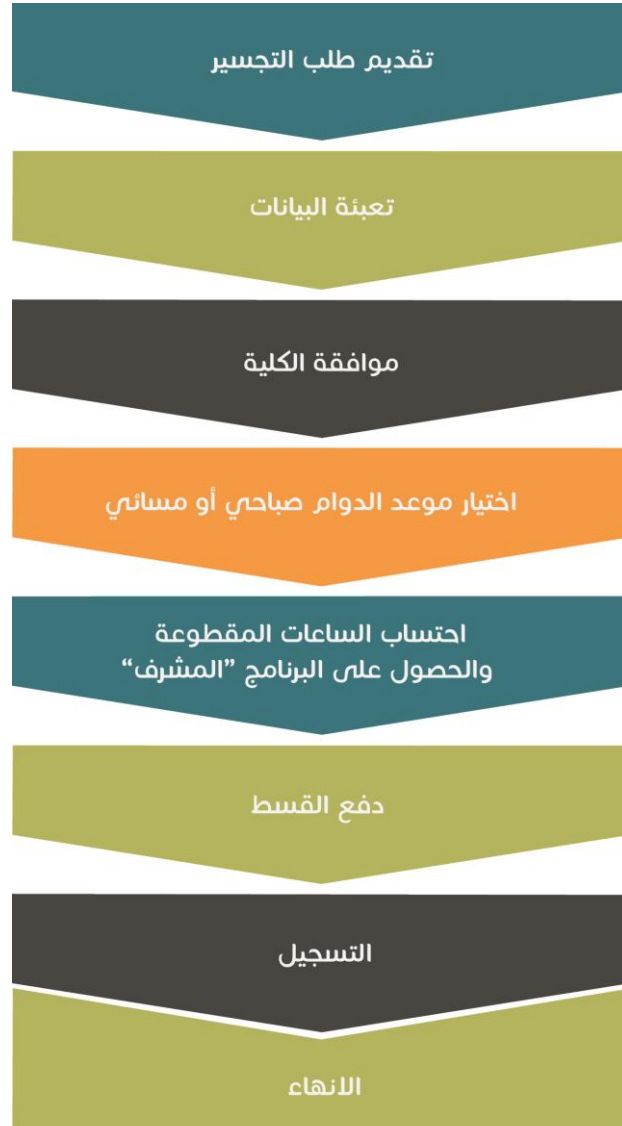 تقديم طلب التجسير
تعبئة البيانات
موافقة الكلية
اختيار موعد الدوام صباحي أو مسائي
احتساب الساعات المقطوعة
والحصول على البرنامج ”المشرف“
دفع القسط
التسجيل
الانهاء